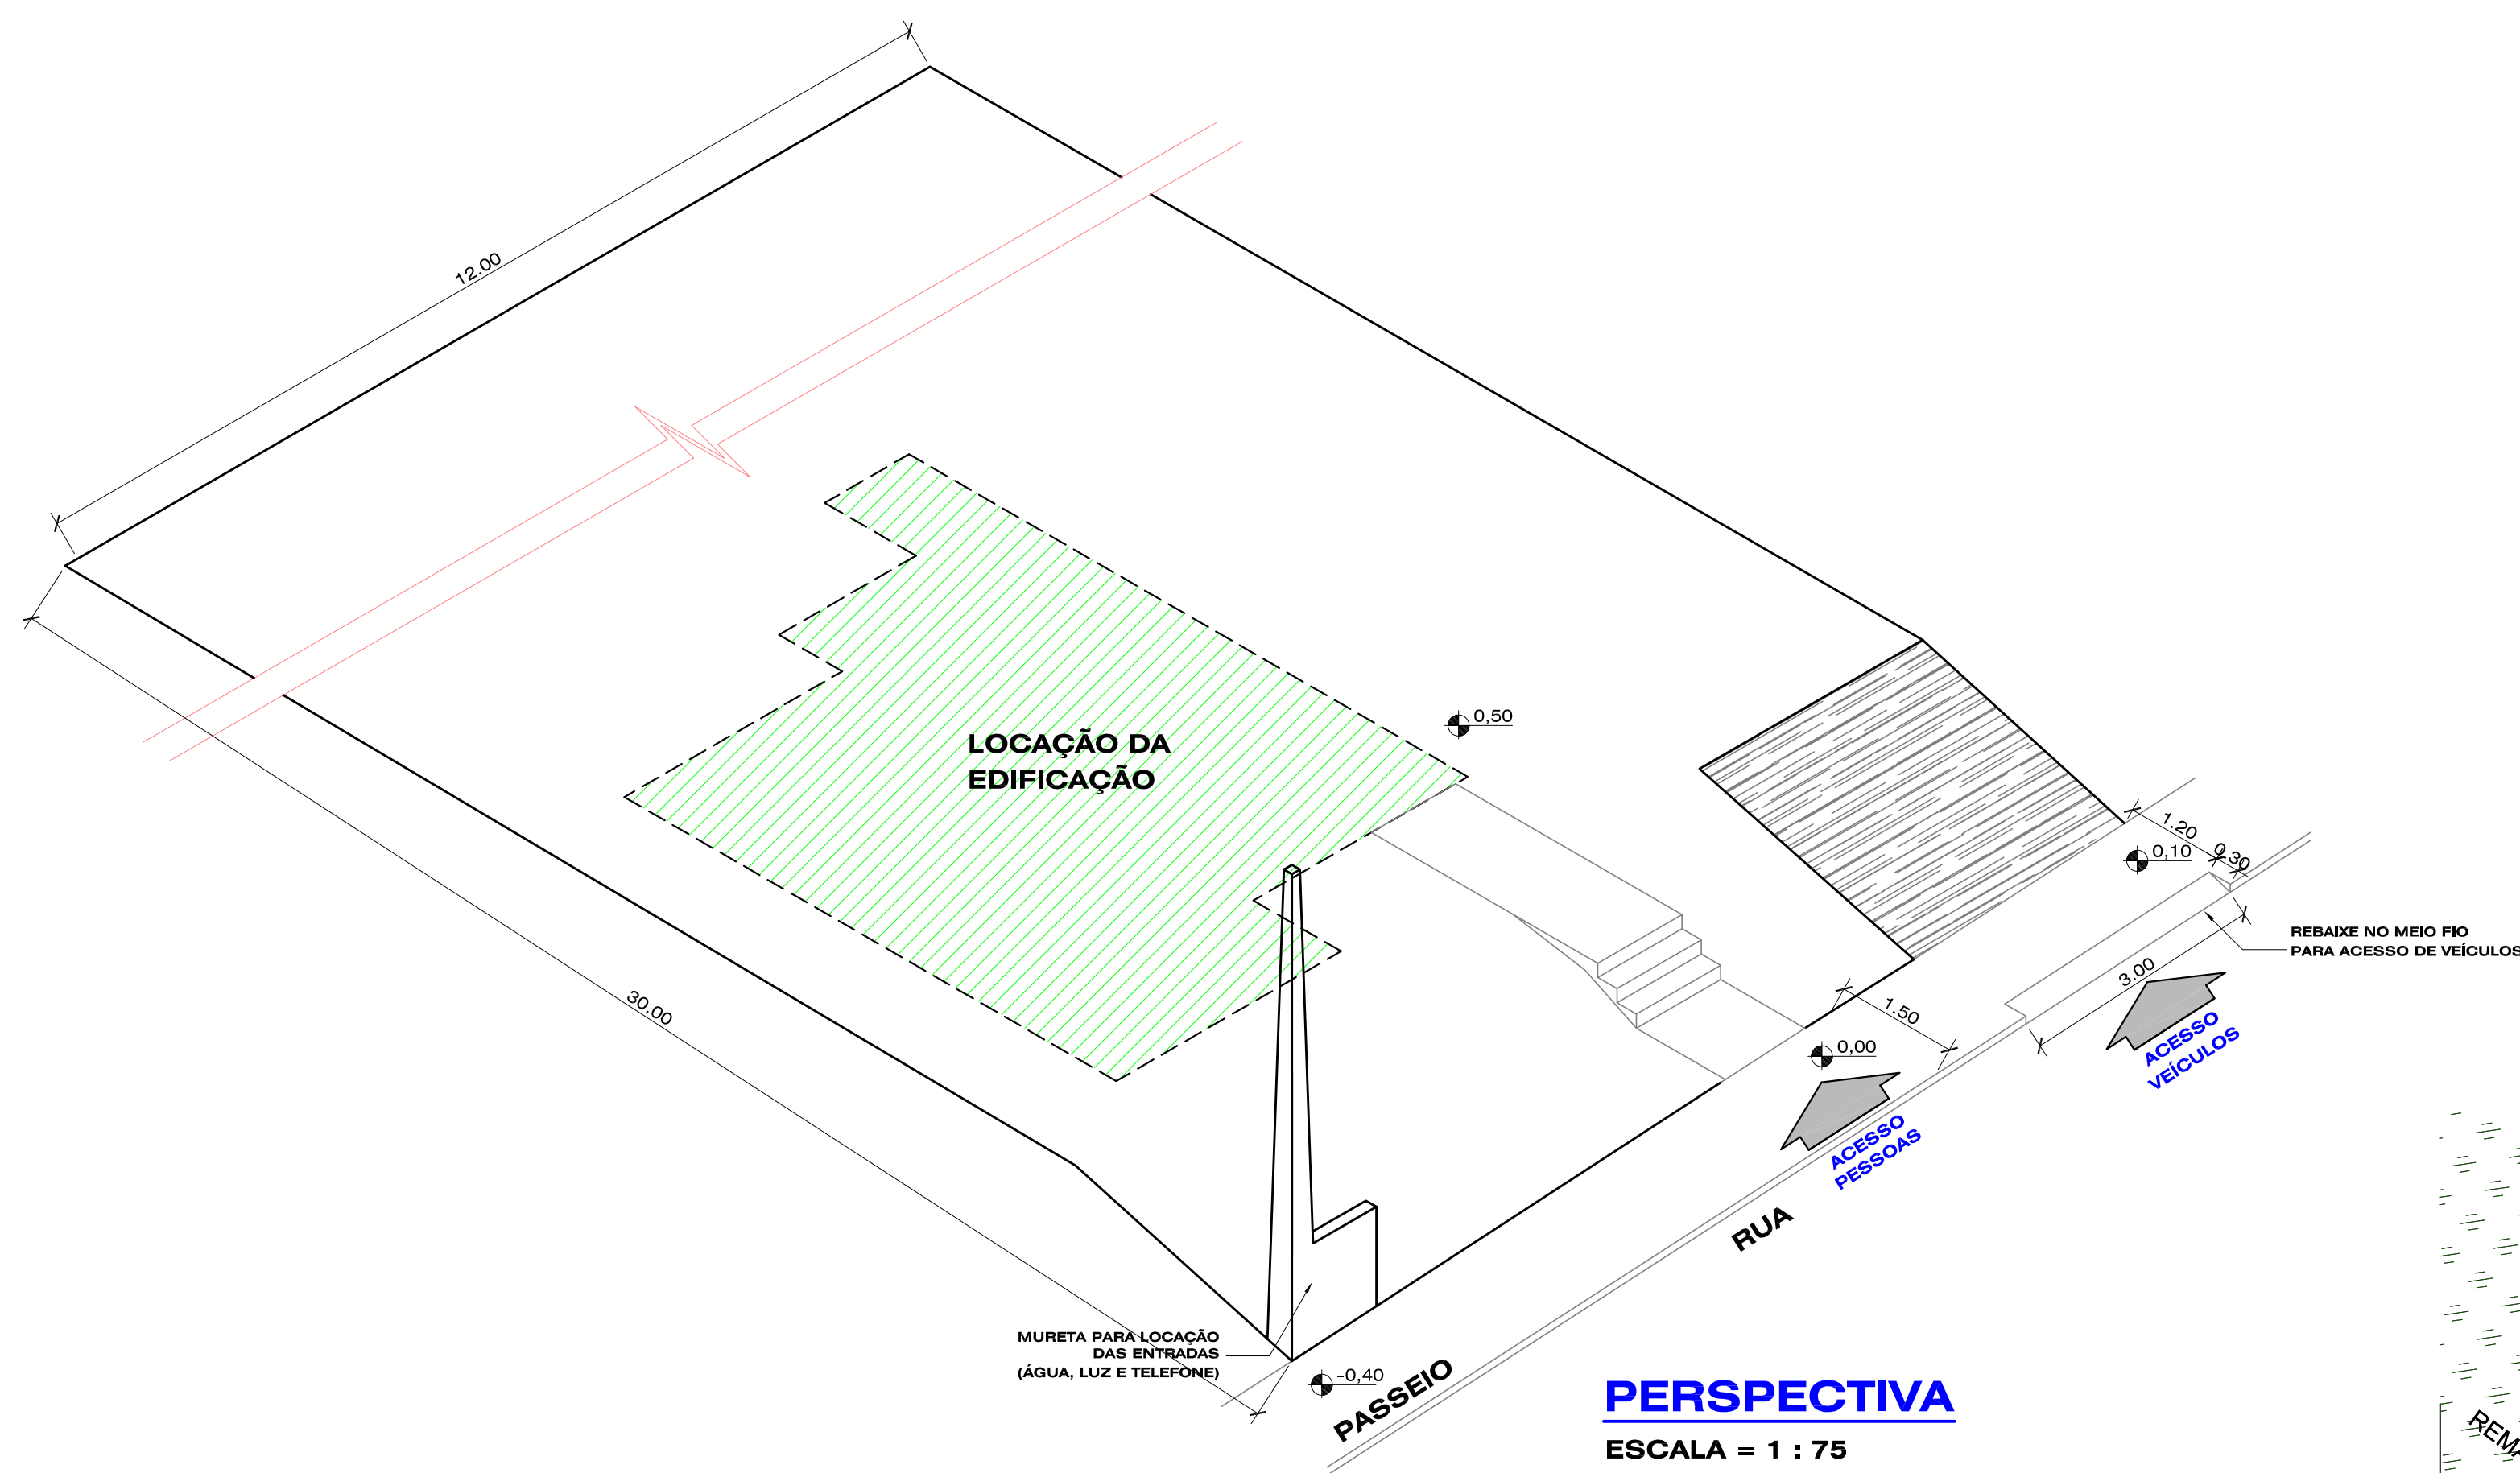 12.00
0,50
LOCAÇÃO DA
EDIFICAÇÃO
1.20
0,10
0.30
REBAIXE NO MEIO FIO
PARA ACESSO DE VEÍCULOS
3.00
30.00
1.50
0,00
ACESSO
VEÍCULOS
ACESSO
PESSOAS
RUA
MURETA PARA LOCAÇÃO
DAS ENTRADAS
(ÁGUA, LUZ E TELEFONE)
-0,40
PASSEIO
PERSPECTIVA
ESCALA = 1 : 75